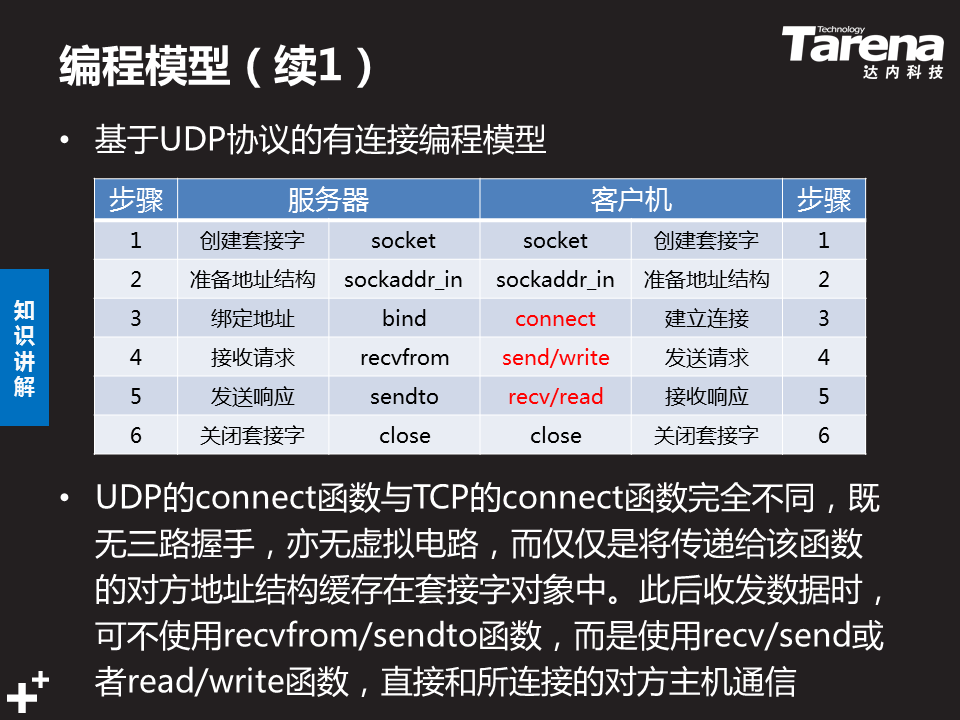 编程模型（续1）
Technology
Tarena
达内科技
• 基于UDP协议的有连接编程模型
步骤 服务器 客户机 步骤
1 创建套接字 socket socket 创建套接字 1
2 准备地址结构 sockaddr_in sockaddr_in 准备地址结构 2
3 绑定地址 bind connect 建立连接 3
4 接收请求 recvfrom send/write 发送请求 4
5 发送响应 sendto recv/read 接收响应 5
6 关闭套接字 close close 关闭套接字 6
知识讲解
• UDP的connect函数与TCP的connect函数完全不同，既
无三路握手，亦无虚拟电路，而仅仅是将传递给该函数
的对方地址结构缓存在套接字对象中。此后收发数据时，
可不使用recvfrom/sendto函数，而是使用recv/send或
者read/write函数，直接和所连接的对方主机通信